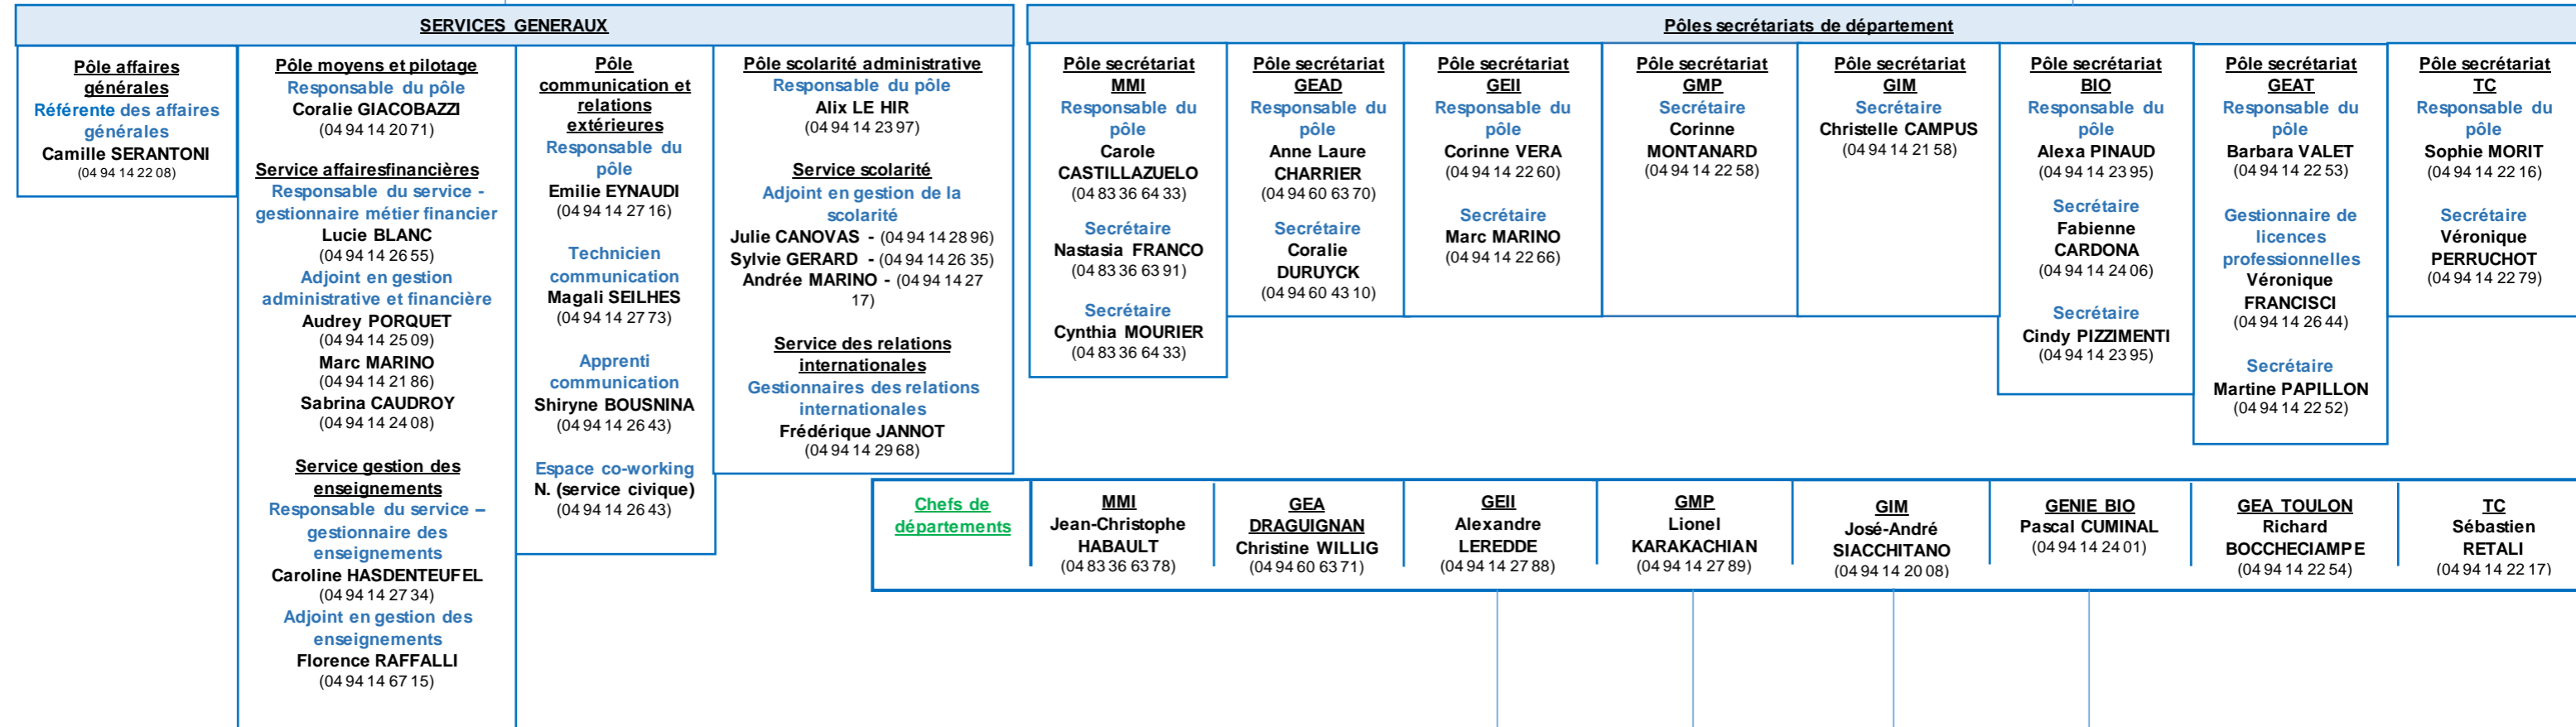 SERVICES GENERAUX
Pôle affaires
générales
Référente des affaires
générales
Camille SERANTONI
(04 94 14 22 08)
Pôle moyens et pilotage
Responsable du pôle
Coralie GIACOBAZZI
(04 94 14 20 71)
Service affairesfinancières
Responsable du service -
gestionnaire métier financier
Lucie BLANC
(04 94 14 26 55)
Adjoint en gestion
administrative et financière
Audrey PORQUET
(04 94 14 25 09)
Marc MARINO
(04 94 14 21 86)
Sabrina CAUDROY
(04 94 14 24 08)
Service gestion des
enseignements
Responsable du service –
gestionnaire des
enseignements
Caroline HASDENTEUFEL
(04 94 14 27 34)
Adjoint en gestion des
enseignements
Florence RAFFALLI
(04 94 14 67 15)
Pôle
communication et
relations
extérieures
Responsable du
pôle
Emilie EYNAUDI
(04 94 14 27 16)
Technicien
communication
Magali SEILHES
(04 94 14 27 73)
Apprenti
communication
Shiryne BOUSNINA
(04 94 14 26 43)
Espace co-working
N. (service civique)
(04 94 14 26 43)
Pôle scolarité administrative
Responsable du pôle
Alix LE HIR
(04 94 14 23 97)
Service scolarité
Adjoint en gestion de la
scolarité
Julie CANOVAS - (04 94 14 28 96)
Sylvie GERARD - (04 94 14 26 35)
Andrée MARINO - (04 94 14 27
17)
Service des relations
internationales
Gestionnaires des relations
internationales
Frédérique JANNOT
(04 94 14 29 68)
Pôles secrétariats de département
Pôle secrétariat
MMI
Responsable du
pôle
Carole
CASTILLAZUELO
(04 83 36 64 33)
Secrétaire
Nastasia FRANCO
(04 83 36 63 91)
Secrétaire
Cynthia MOURIER
(04 83 36 64 33)
Pôle secrétariat
GEAD
Responsable du
pôle
Anne Laure
CHARRIER
(04 94 60 63 70)
Secrétaire
Coralie
DURUYCK
(04 94 60 43 10)
Pôle secrétariat
GEII
Responsable du
pôle
Corinne VERA
(04 94 14 22 60)
Secrétaire
Marc MARINO
(04 94 14 22 66)
Pôle secrétariat
GMP
Secrétaire
Corinne
MONTANARD
(04 94 14 22 58)
Pôle secrétariat
GIM
Secrétaire
Christelle CAMPUS
(04 94 14 21 58)
Pôle secrétariat
BIO
Responsable du
pôle
Alexa PINAUD
(04 94 14 23 95)
Secrétaire
Fabienne
CARDONA
(04 94 14 24 06)
Secrétaire
Cindy PIZZIMENTI
(04 94 14 23 95)
Pôle secrétariat
GEAT
Responsable du
pôle
Barbara VALET
(04 94 14 22 53)
Gestionnaire de
licences
professionnelles
Véronique
FRANCISCI
(04 94 14 26 44)
Secrétaire
Martine PAPILLON
(04 94 14 22 52)
Pôle secrétariat
TC
Responsable du
pôle
Sophie MORIT
(04 94 14 22 16)
Secrétaire
Véronique
PERRUCHOT
(04 94 14 22 79)
Chefs de
départements
MMI
Jean-Christophe
HABAULT
(04 83 36 63 78)
GEA
DRAGUIGNAN
Christine WILLIG
(04 94 60 63 71)
GEII
Alexandre
LEREDDE
(04 94 14 27 88)
GMP
Lionel
KARAKACHIAN
(04 94 14 27 89)
GIM
José-André
SIACCHITANO
(04 94 14 20 08)
GENIE BIO
Pascal CUMINAL
(04 94 14 24 01)
GEA TOULON
Richard
BOCCHECIAMPE
(04 94 14 22 54)
TC
Sébastien
RETALI
(04 94 14 22 17)